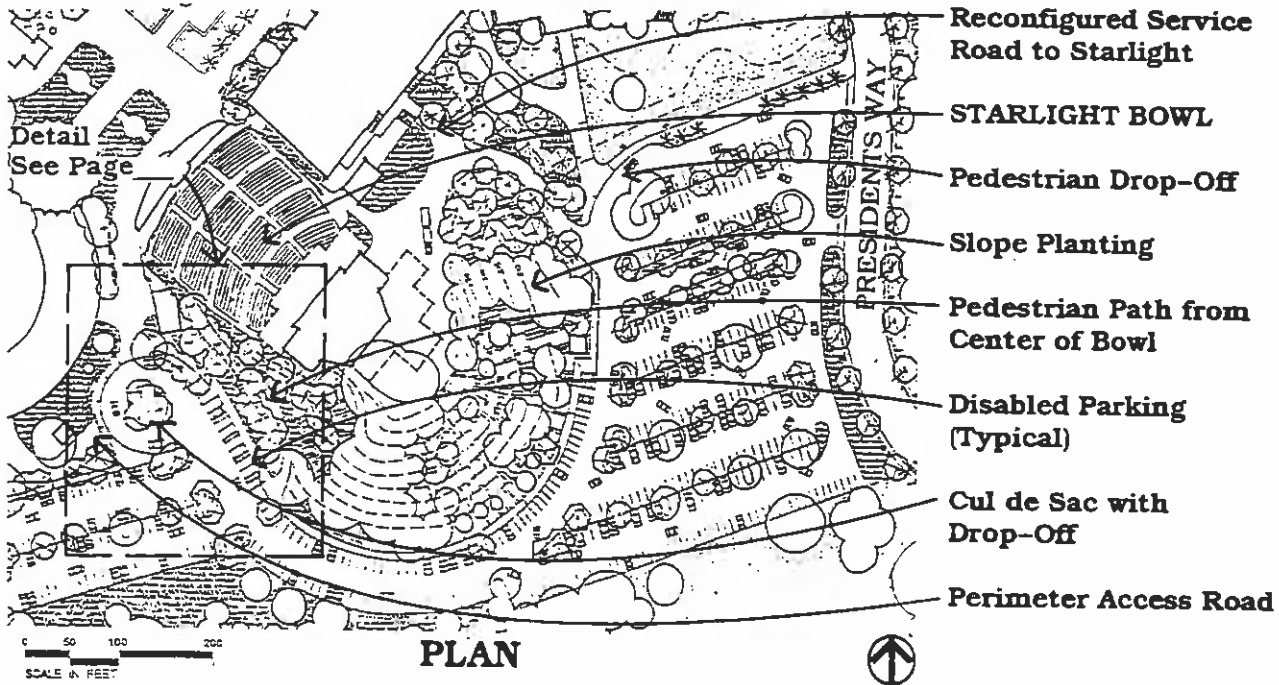 Reconfigured Service
Road to Starlight
STARLIGHT BOWL
Detail
See Page
Pedestrian Drop-Off
PRESIDENTS WAY
Slope Planting
Pedestrian Path from
Center of Bowl
Disabled Parking
(Typical)
Cul de Sac with
Drop-Off
Perimeter Access Road
0 50 100 200
SCALE IN FEET
PLAN